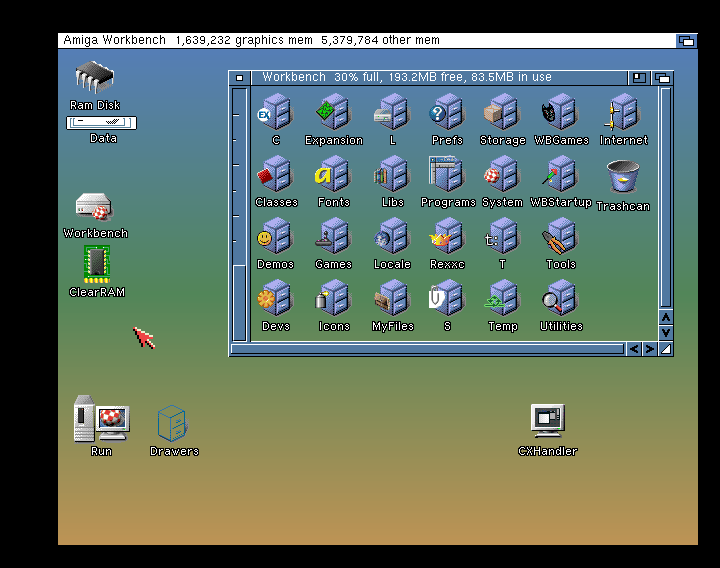 Amiga Workbench 1,639,232 graphics mem 5,379,784 other mem
Ram Disk
Data
Workbench
ClearRAM
Run
Drawers
CXHandler
Workbench 30% full, 193.2MB free, 83.5MB in use
C Expansion L Prefs Storage WBGames Internet
Classes Fonts Libs Programs System WBStartup Trashcan
Demos Games Locale Rexxc T Tools
Devs Icons MyFiles S Temp Utilities